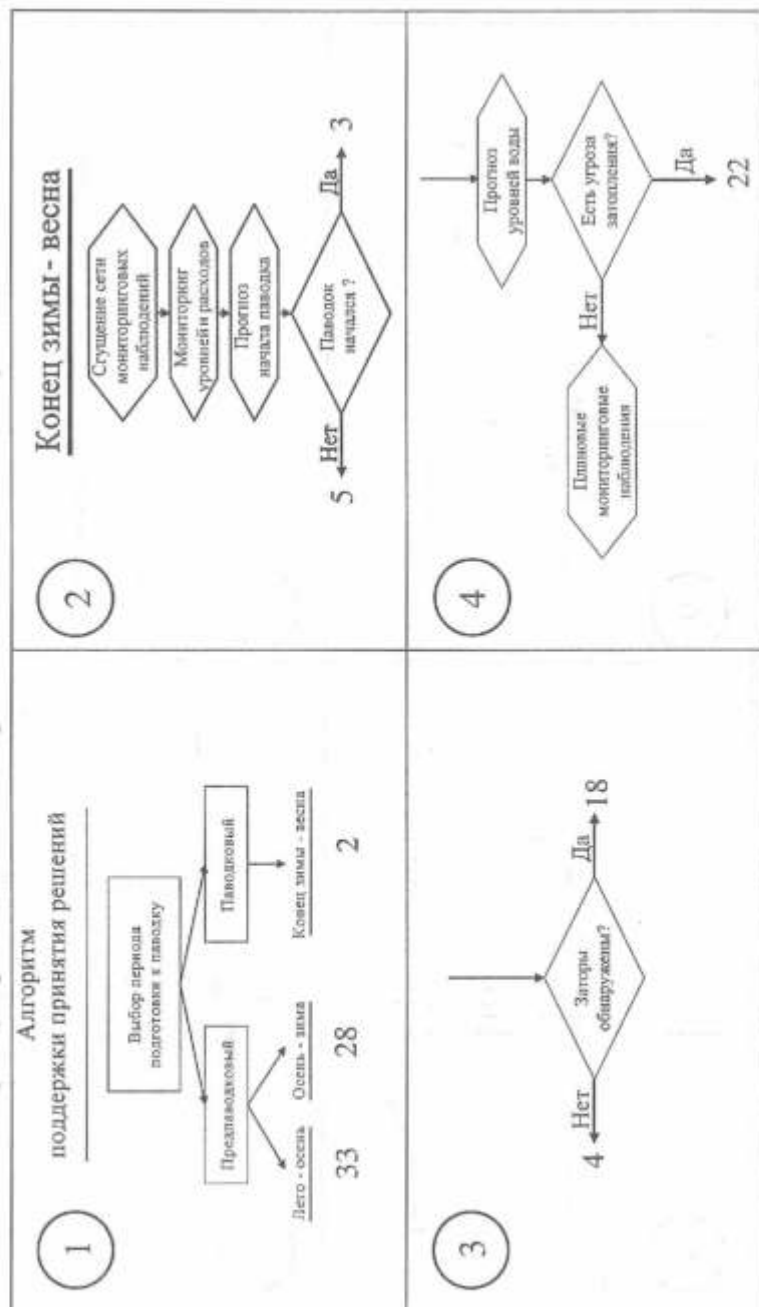 Алгоритм
поддержки принятия решений
1
Выбор периода
подготовки к паводку
Предпаводковый
Паводковый
Лето - осень
Осень - зима
Конец зимы - весна
33
28
2
2
Конец зимы - весна
Сгущение сети
мониторинговых
наблюдений
Мониторинг
уровней и расходов
Прогноз
начала паводка
Паводок
начался ?
Нет
Да
5
3
3
Заторы
обнаружены?
Нет
Да
4
18
4
Прогноз
уровней воды
Есть угроза
затопления?
Нет
Да
22
Плановые
мониторинговые
наблюдения